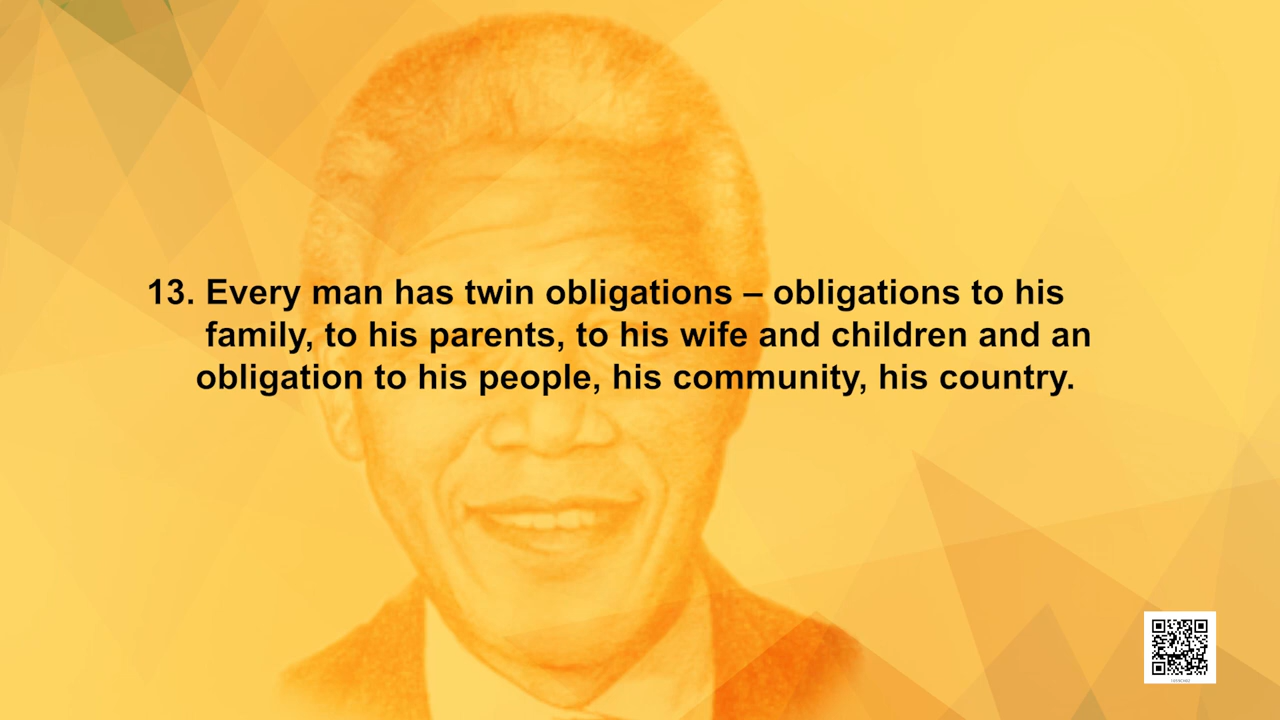 13. Every man has twin obligations – obligations to his
family, to his parents, to his wife and children and an
obligation to his people, his community, his country.